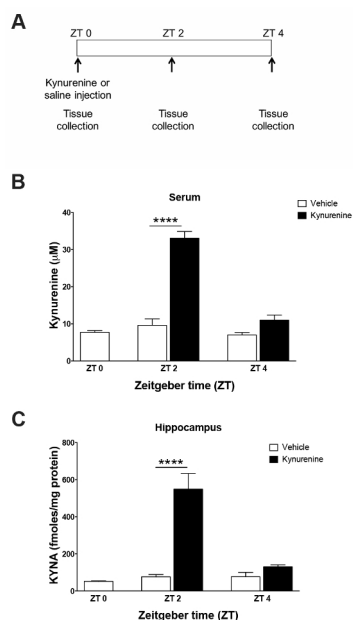 A
ZT 0 ZT 2 ZT 4
Kynurenine or
saline injection
Tissue Tissue Tissue
collection collection collection
B
Serum
Vehicle
Kynurenine
****
Kynurenine (μM)
40
30
20
10
0
ZT 0 ZT 2 ZT 4
Zeitgeber time (ZT)
C
Hippocampus
Vehicle
Kynurenine
****
KYNA (fmoles/mg protein)
800
600
400
200
0
ZT 0 ZT 2 ZT 4
Zeitgeber time (ZT)